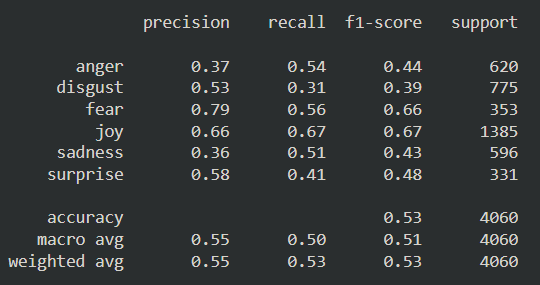 precision recall f1-score support
anger 0.37 0.54 0.44 620
disgust 0.53 0.31 0.39 775
fear 0.79 0.56 0.66 353
joy 0.66 0.67 0.67 1385
sadness 0.36 0.51 0.43 596
surprise 0.58 0.41 0.48 331
accuracy 0.53 4060
macro avg 0.55 0.50 0.51 4060
weighted avg 0.55 0.53 0.53 4060